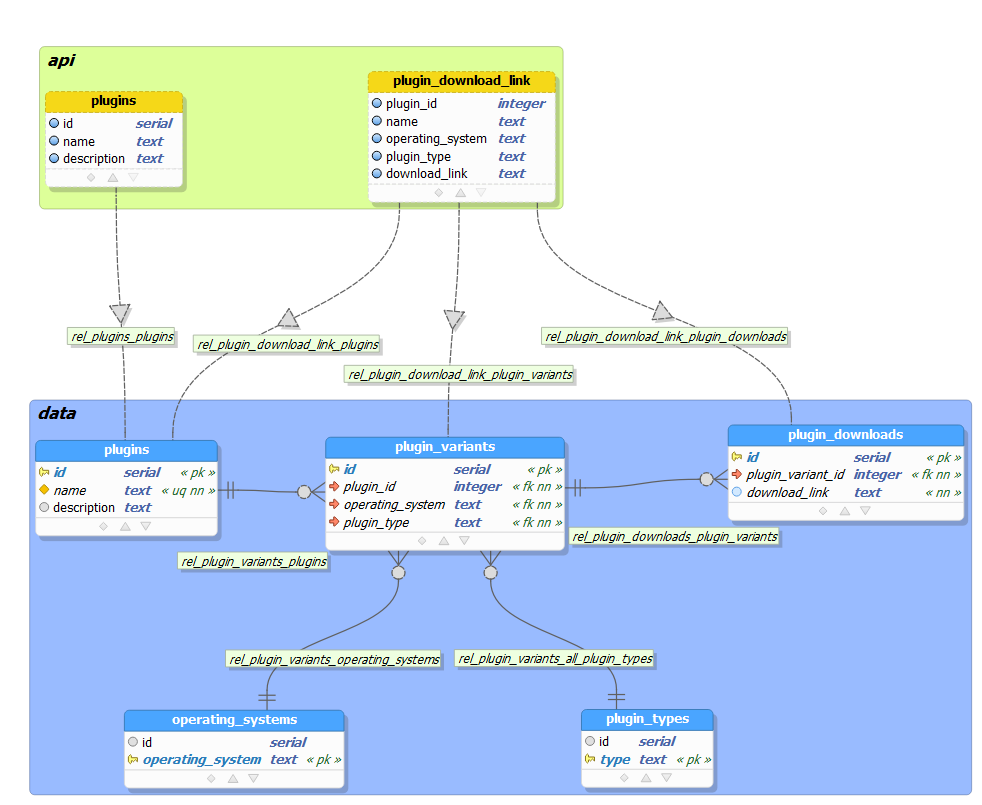 api
plugins
id serial
name text
description text
plugin_download_link
plugin_id integer
name text
operating_system text
plugin_type text
download_link text
rel_plugins_plugins
rel_plugin_download_link_plugins
rel_plugin_download_link_plugin_variants
rel_plugin_download_link_plugin_downloads
data
plugins
id serial « pk »
name text « uq nn »
description text
plugin_variants
id serial « pk »
plugin_id integer « fk nn »
operating_system text « fk nn »
plugin_type text « fk nn »
plugin_downloads
id serial « pk »
plugin_variant_id integer « fk nn »
download_link text « nn »
rel_plugin_variants_plugins
rel_plugin_downloads_plugin_variants
rel_plugin_variants_operating_systems
rel_plugin_variants_all_plugin_types
operating_systems
id serial
operating_system text « pk »
plugin_types
id serial
type text « pk »